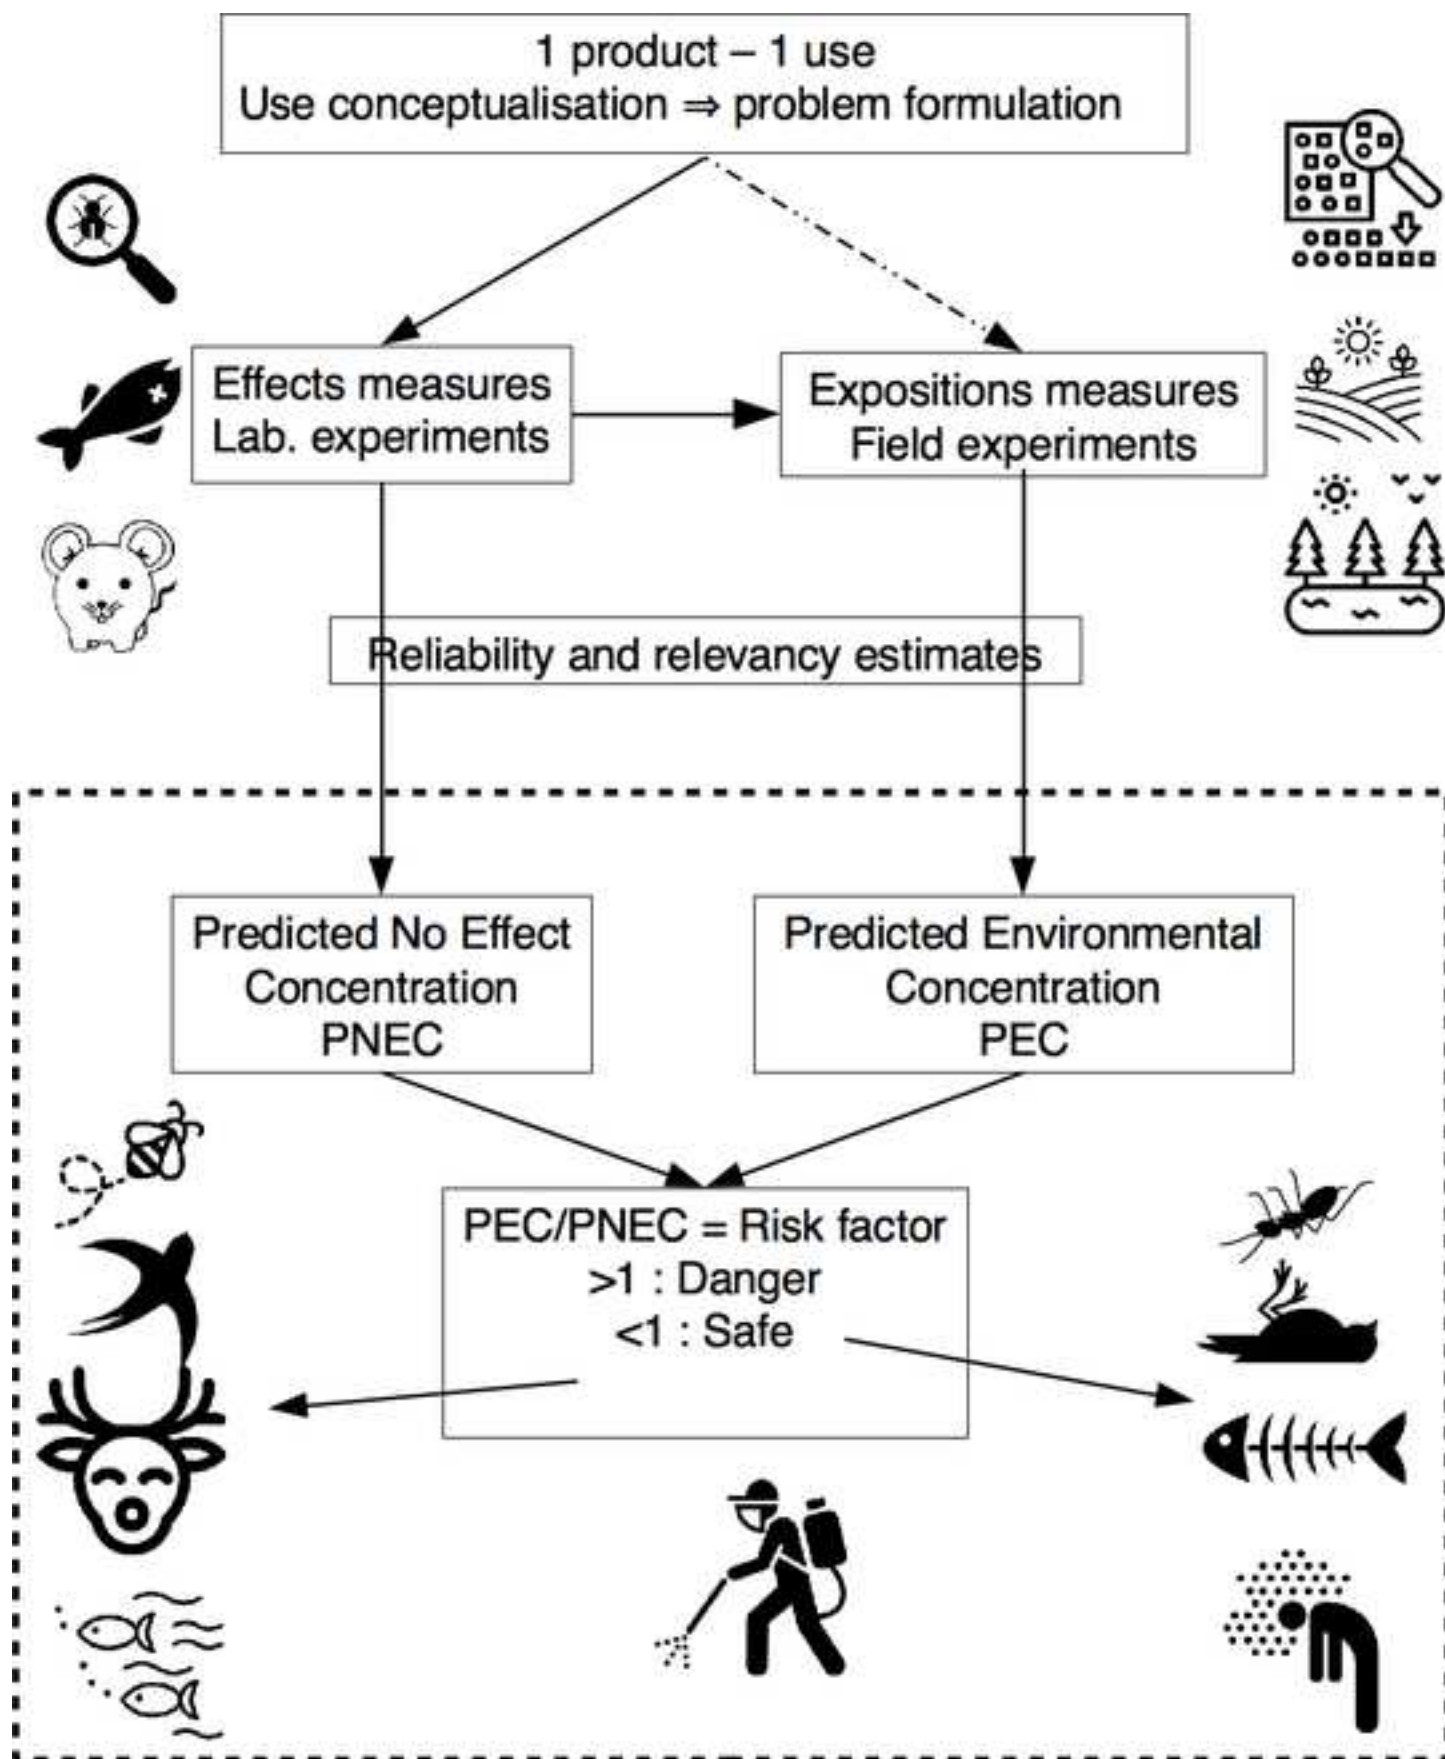 1 product – 1 use
Use conceptualisation ⇒ problem formulation
Effects measures
Lab. experiments
Expositions measures
Field experiments
Reliability and relevancy estimates
Predicted No Effect
Concentration
PNEC
Predicted Environmental
Concentration
PEC
PEC/PNEC = Risk factor
>1 : Danger
<1 : Safe